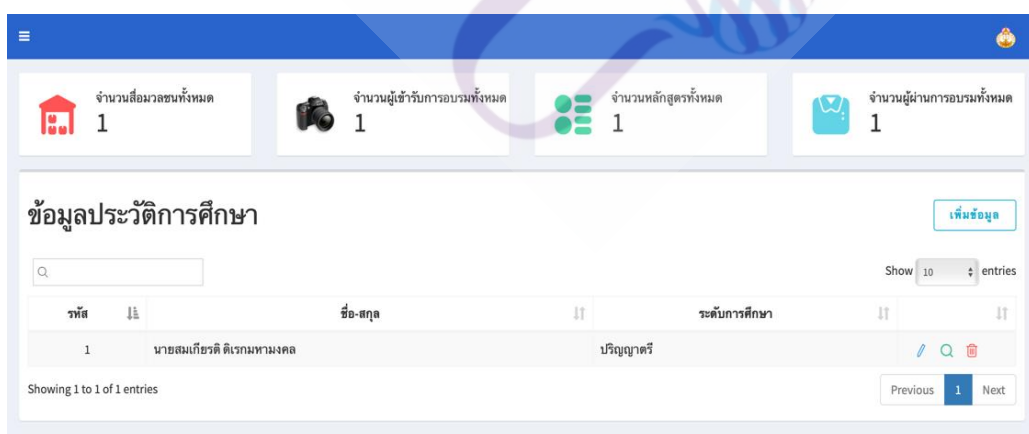 จำนวนสื่อมวลชนทั้งหมด
1
จำนวนผู้เข้ารับการอบรมทั้งหมด
1
จำนวนหลักสูตรทั้งหมด
1
จำนวนผู้ผ่านการอบรมทั้งหมด
1
ข้อมูลประวัติการศึกษา
เพิ่มข้อมูล
Show 10 entries
รหัส ชื่อ-สกุล ระดับการศึกษา
1 นายสมเกียรติ ดิเรกมหามงคล ปริญญาตรี
Showing 1 to 1 of 1 entries
Previous 1 Next